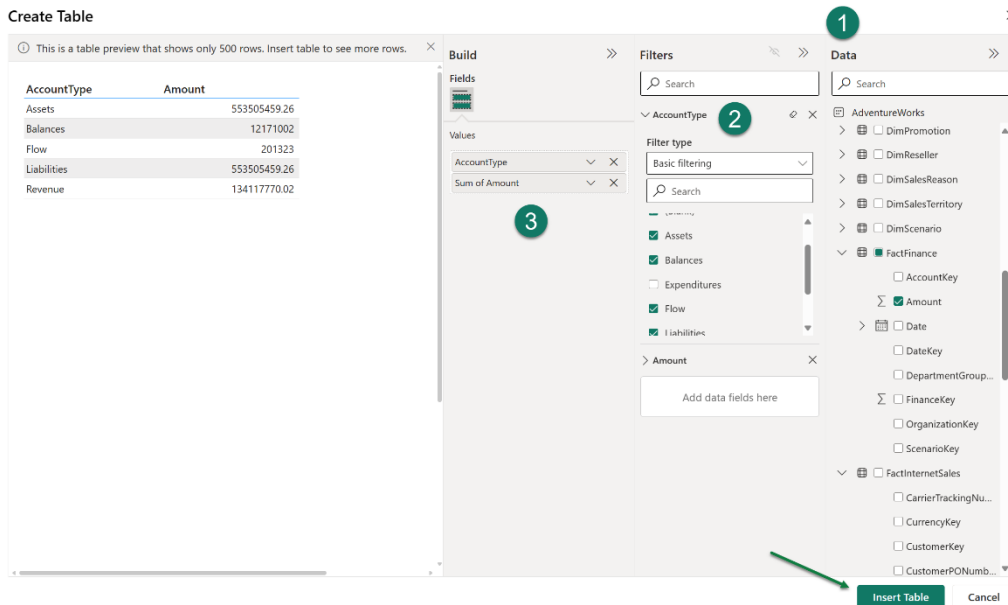 Create Table
1
This is a table preview that shows only 500 rows. Insert table to see more rows.
AccountType Amount
Assets 553505459.26
Balances 12171002
Flow 201323
Liabilities 553505459.26
Revenue 134117770.02
Build
Fields
Values
AccountType
Sum of Amount
3
Filters
Search
AccountType
2
Filter type
Basic filtering
Search
(Blank)
Assets
Balances
Expenditures
Flow
Liabilities
Amount
Add data fields here
Data
Search
AdventureWorks
DimPromotion
DimReseller
DimSalesReason
DimSalesTerritory
DimScenario
FactFinance
AccountKey
Amount
Date
DateKey
DepartmentGroup...
FinanceKey
OrganizationKey
ScenarioKey
FactInternetSales
CarrierTrackingNu...
CurrencyKey
CustomerKey
CustomerPONumb...
Insert Table Cancel